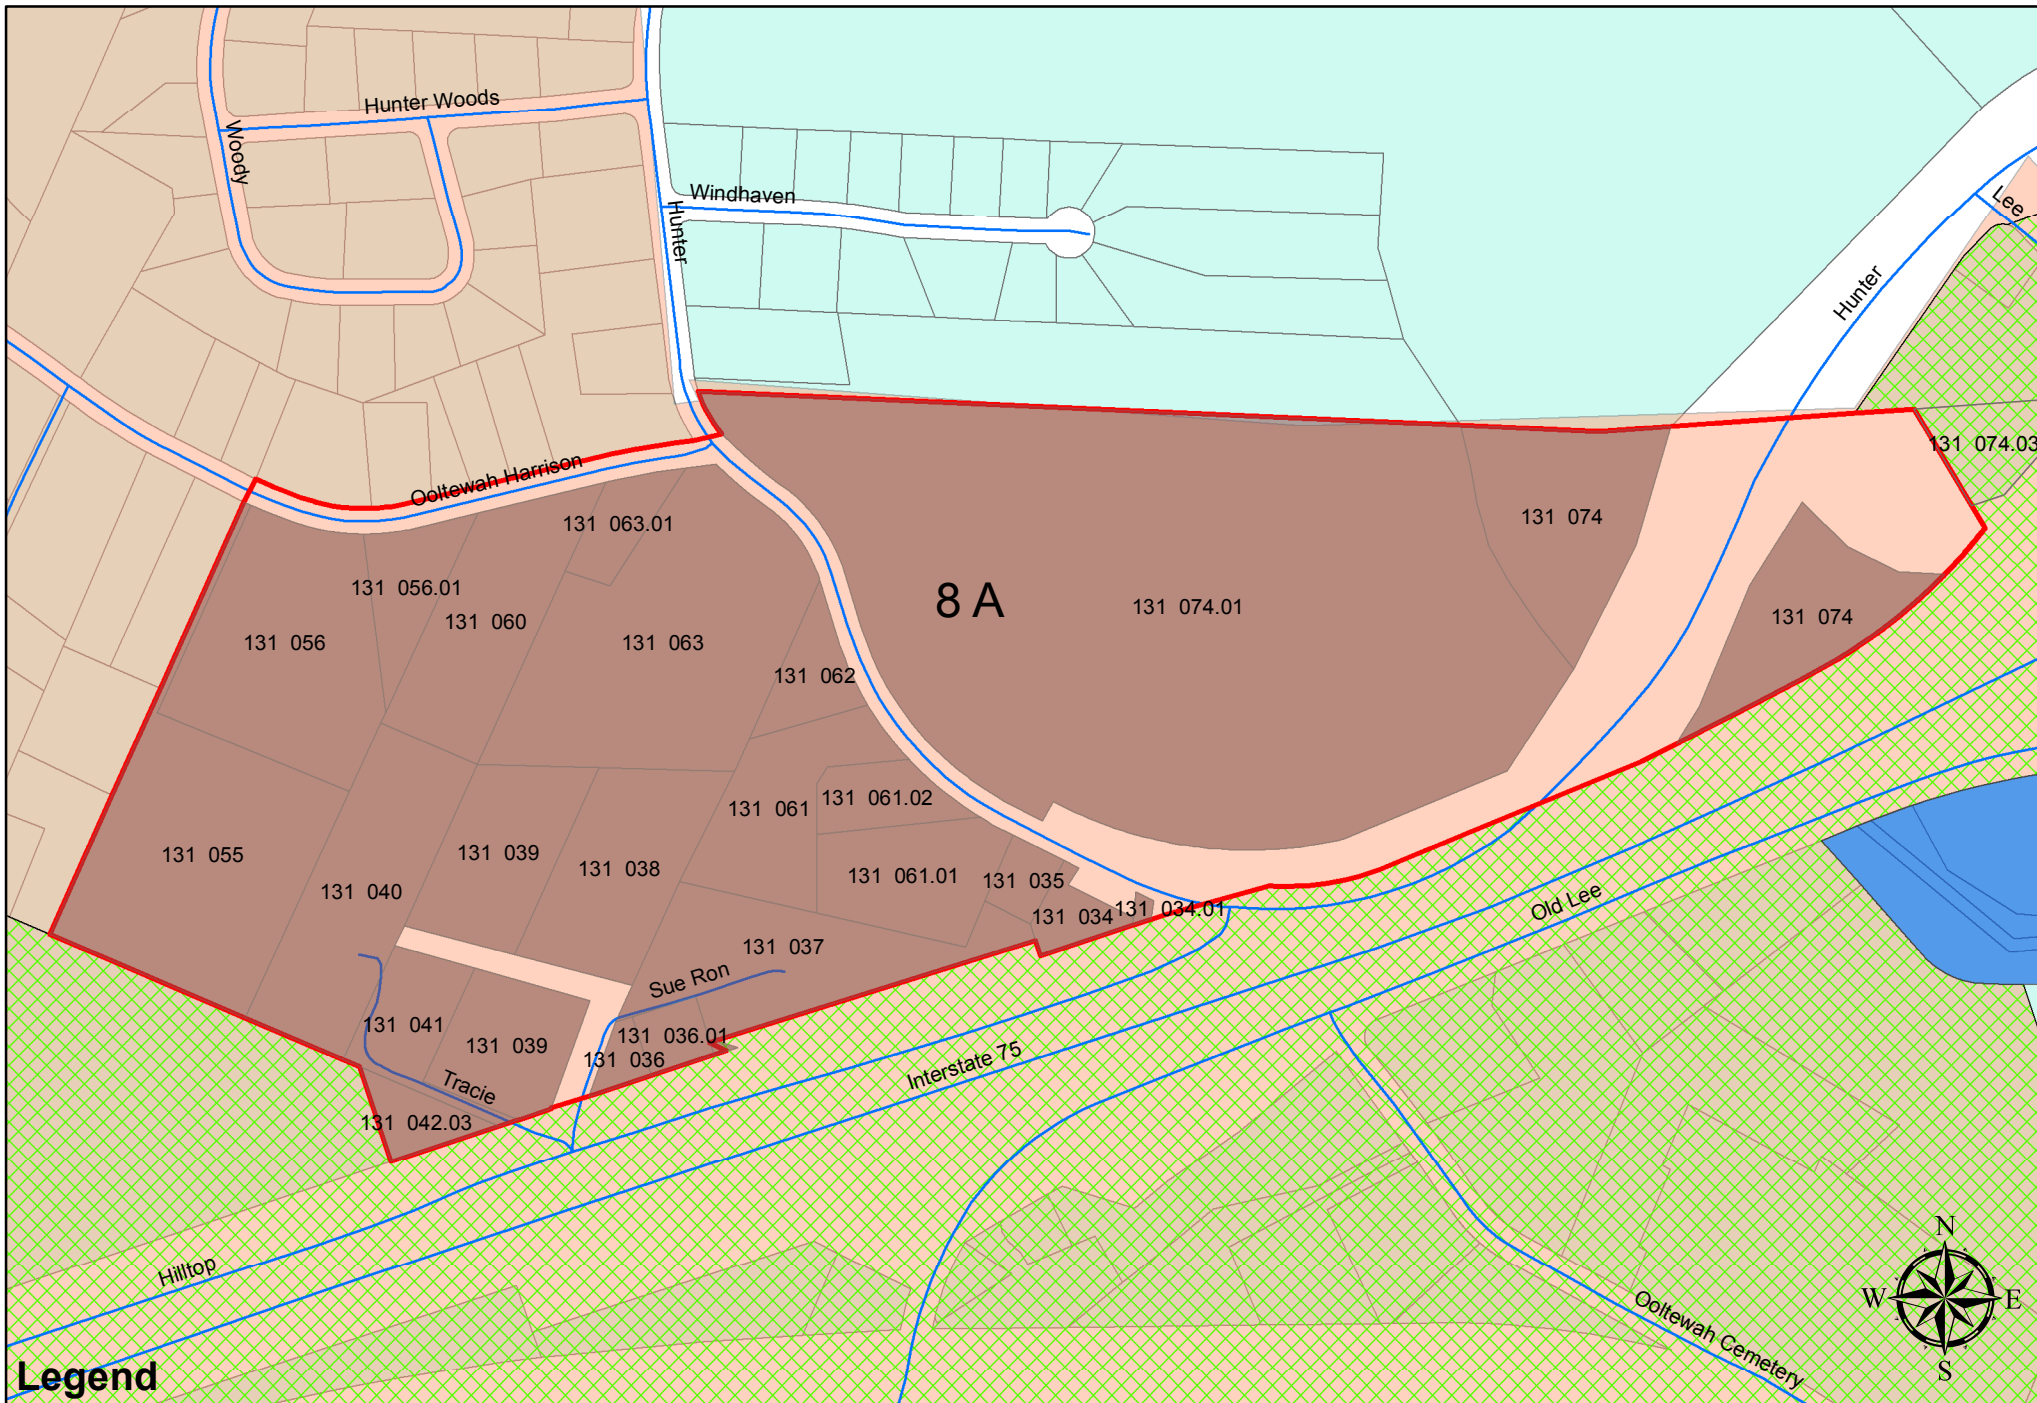 Hunter Woods
Woody
Windhaven
Hunter
Lee
Hunter
131 074.03
Ooltewah Harrison
131 063.01
131 074
131 056.01
8 A
131 074.01
131 060
131 056
131 063
131 074
131 062
131 061
131 061.02
131 055
131 039
131 038
131 040
131 061.01
131 035
131 034
131 034.01
Old Lee
131 037
Sue Ron
131 041
131 039
131 036.01
131 036
Interstate 75
Tracie
131 042.03
Hilltop
N
W
E
S
Ooltewah Cemetery
Legend